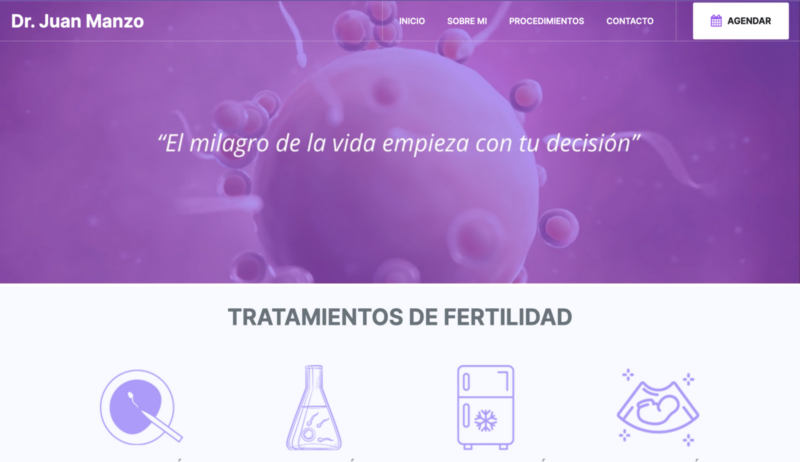 Dr. Juan Manzo
INICIO
SOBRE MI
PROCEDIMIENTOS
CONTACTO
AGENDAR
“El milagro de la vida empieza con tu decisión”
TRATAMIENTOS DE FERTILIDAD